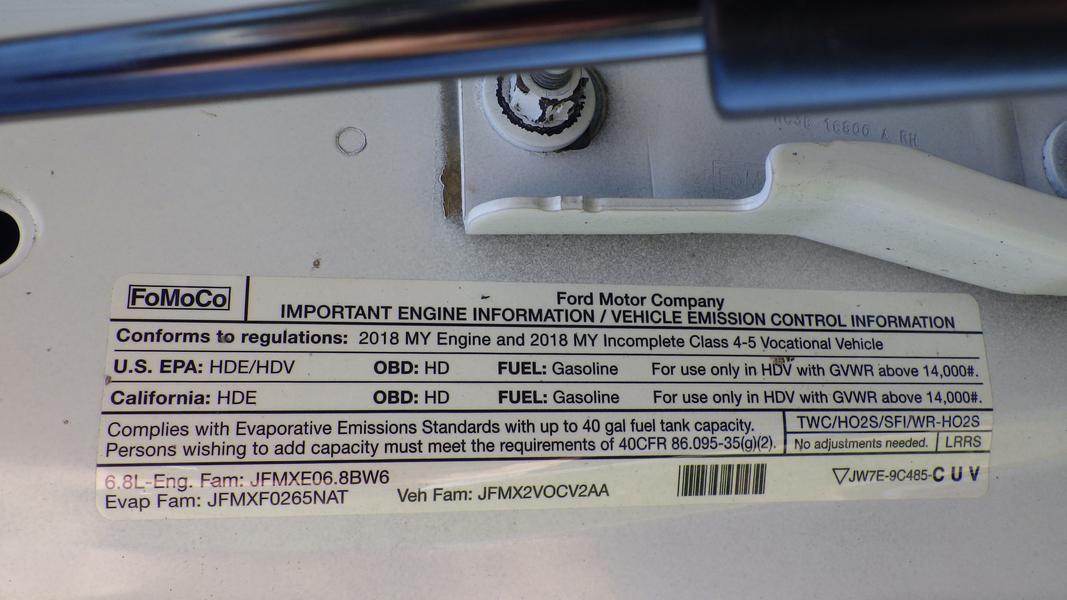 16800 A RH
FoMoCo
Ford Motor Company
IMPORTANT ENGINE INFORMATION / VEHICLE EMISSION CONTROL INFORMATION
Conforms to regulations: 2018 MY Engine and 2018 MY Incomplete Class 4-5 Vocational Vehicle
U.S. EPA: HDE/HDV OBD: HD FUEL: Gasoline For use only in HDV with GVWR above 14,000#.
California: HDE OBD: HD FUEL: Gasoline For use only in HDV with GVWR above 14,000#.
Complies with Evaporative Emissions Standards with up to 40 gal fuel tank capacity.
Persons wishing to add capacity must meet the requirements of 40CFR 86.095-35(g)(2).
TWC/HO2S/SFI/WR-HO2S
No adjustments needed. LRRS
6.8L-Eng. Fam: JFMXE06.8BW6
Evap Fam: JFMXF0265NAT Veh Fam: JFMX2VOCV2AA
▽JW7E-9C485-C U V